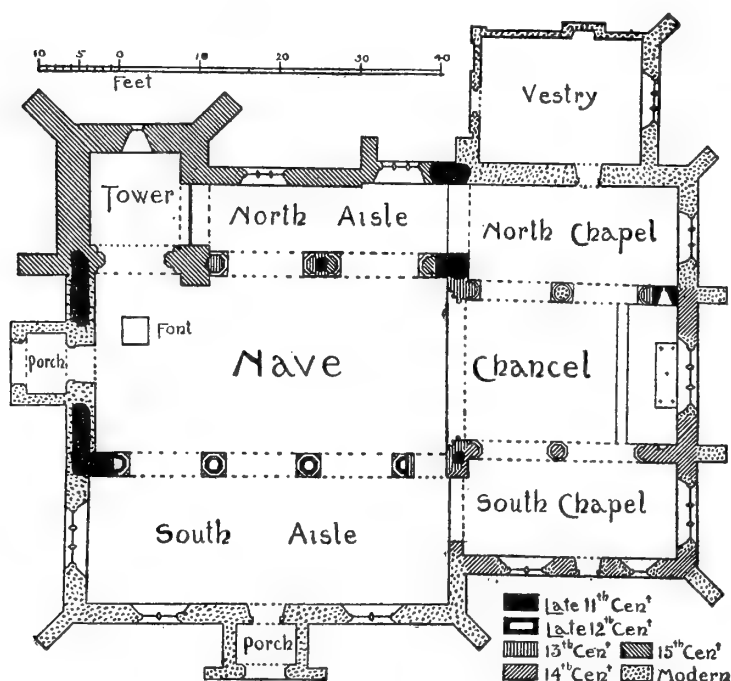 10 5 0 10 20 30 40
Feet
Vestry
Tower
North Aisle
North Chapel
Font
Porch
Nave
Chancel
South Aisle
South Chapel
Porch
Late 11th Cent
Late 12th Cent
13th Cent
15th Cent
14th Cent
Modern